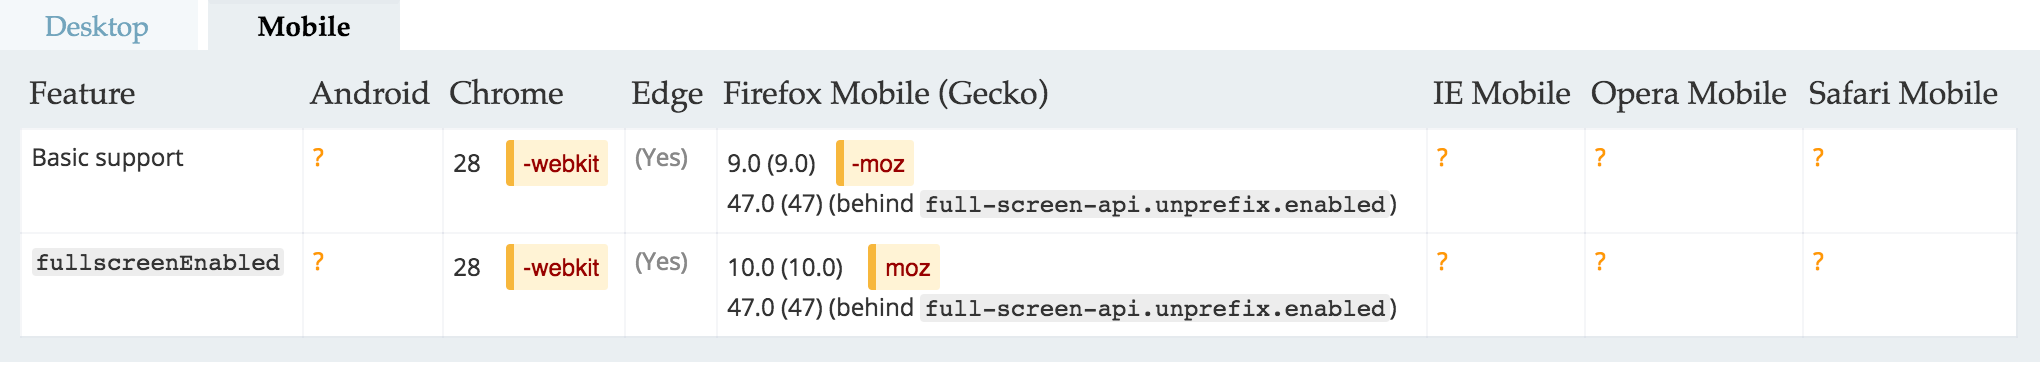 Desktop Mobile
Feature Android Chrome Edge Firefox Mobile (Gecko) IE Mobile Opera Mobile Safari Mobile
Basic support ? 28 -webkit (Yes) 9.0 (9.0) -moz ? ? ?
47.0 (47) (behind full-screen-api.unprefix.enabled)
fullscreenEnabled ? 28 -webkit (Yes) 10.0 (10.0) moz ? ? ?
47.0 (47) (behind full-screen-api.unprefix.enabled)